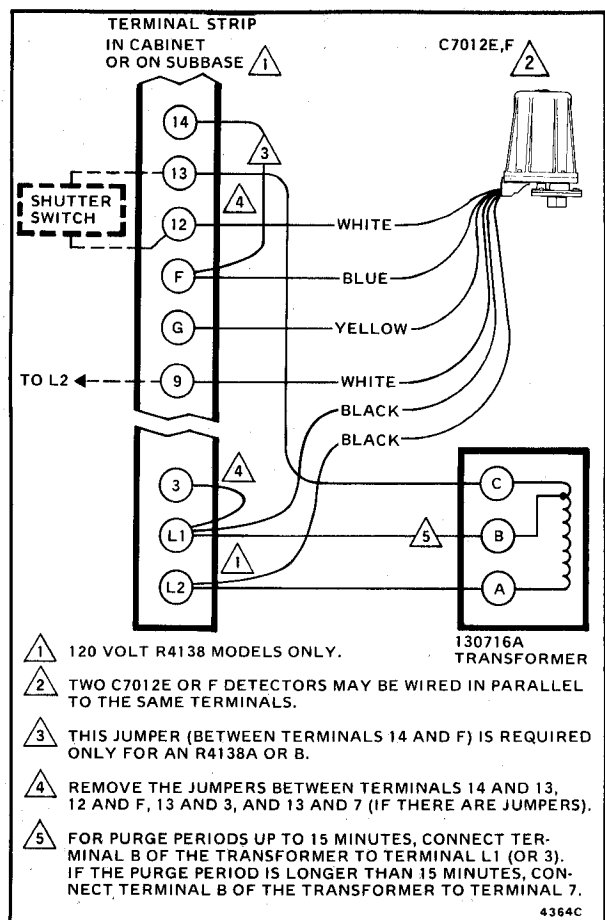 TERMINAL STRIP
IN CABINET
OR ON SUBBASE 1
C7012E,F 2
14
3
13
SHUTTER
SWITCH
4
12
WHITE
F
BLUE
G
YELLOW
TO L2
9
WHITE
BLACK
BLACK
3
4
C
L1
5
B
1
L2
A
130716A
TRANSFORMER
1 120 VOLT R4138 MODELS ONLY.
2 TWO C7012E OR F DETECTORS MAY BE WIRED IN PARALLEL
TO THE SAME TERMINALS.
3 THIS JUMPER (BETWEEN TERMINALS 14 AND F) IS REQUIRED
ONLY FOR AN R4138A OR B.
4 REMOVE THE JUMPERS BETWEEN TERMINALS 14 AND 13,
12 AND F, 13 AND 3, AND 13 AND 7 (IF THERE ARE JUMPERS).
5 FOR PURGE PERIODS UP TO 15 MINUTES, CONNECT TER-
MINAL B OF THE TRANSFORMER TO TERMINAL L1 (OR 3).
IF THE PURGE PERIOD IS LONGER THAN 15 MINUTES, CON-
NECT TERMINAL B OF THE TRANSFORMER TO TERMINAL 7.
4364C